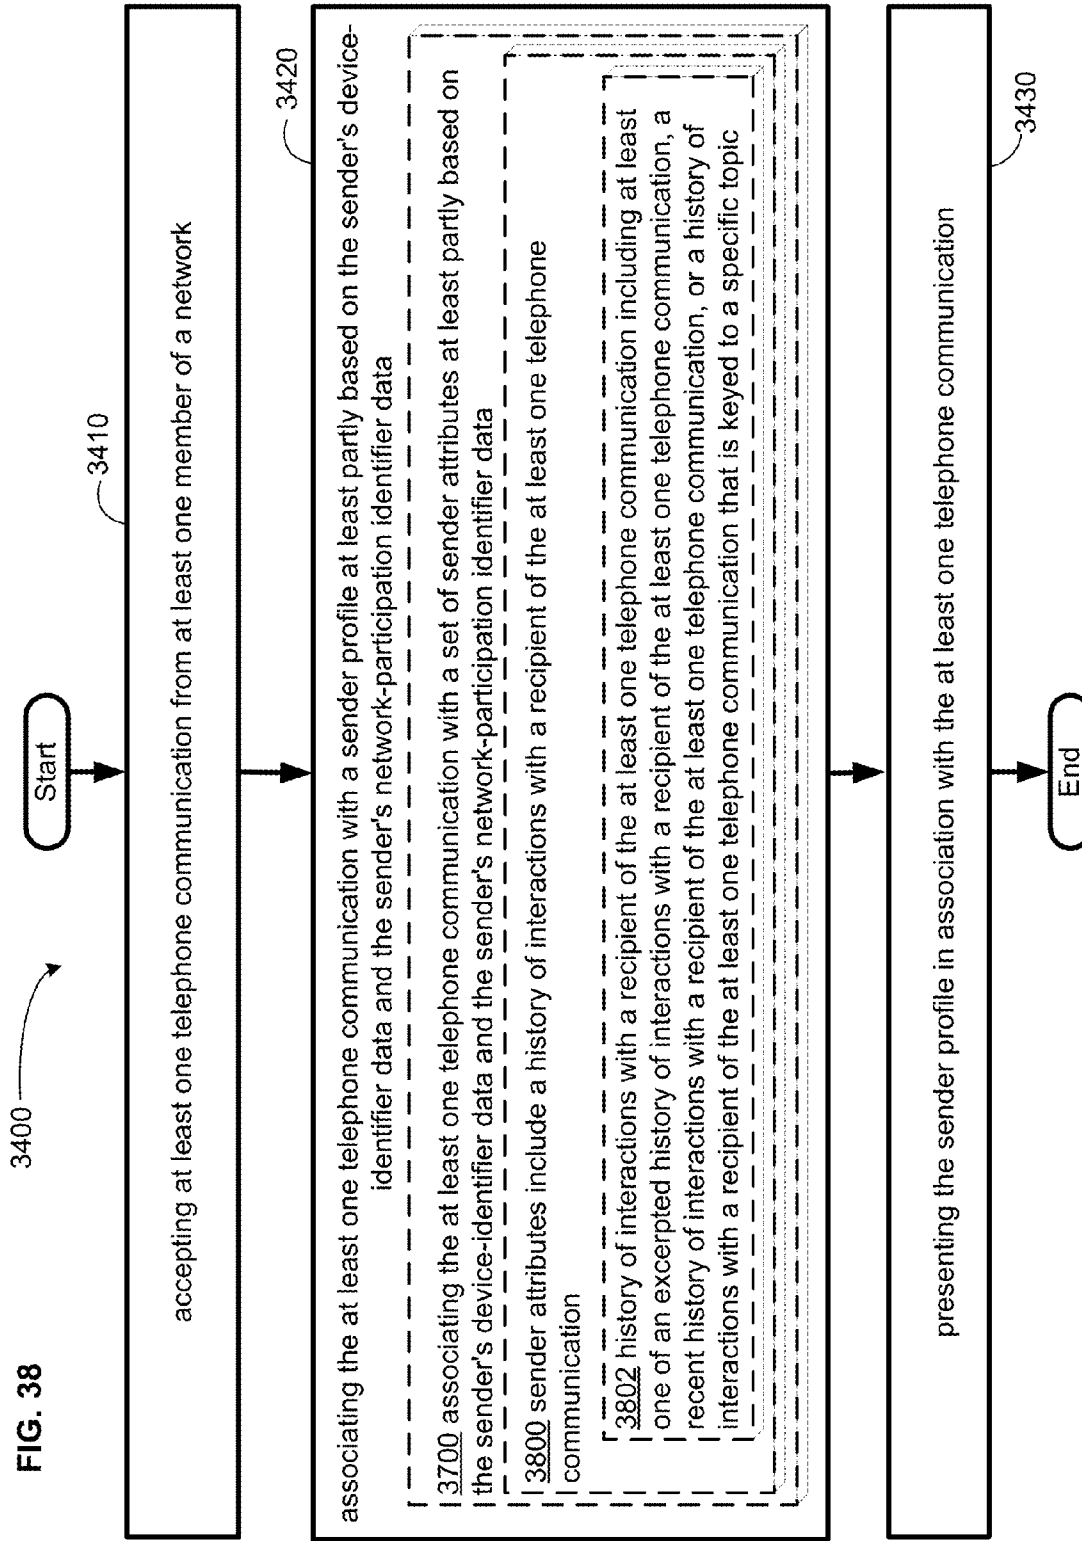 FIG. 38
3400
Start
3410
accepting at least one telephone communication from at least one member of a network
3420
associating the at least one telephone communication with a sender profile at least partly based on the sender's device-
identifier data and the sender's network-participation identifier data
3700 associating the at least one telephone communication with a set of sender attributes at least partly based on
the sender's device-identifier data and the sender's network-participation identifier data
3800 sender attributes include a history of interactions with a recipient of the at least one telephone
communication
3802 history of interactions with a recipient of the at least one telephone communication including at least
one of an excerpted history of interactions with a recipient of the at least one telephone communication, a
recent history of interactions with a recipient of the at least one telephone communication, or a history of
interactions with a recipient of the at least one telephone communication that is keyed to a specific topic
3430
presenting the sender profile in association with the at least one telephone communication
End